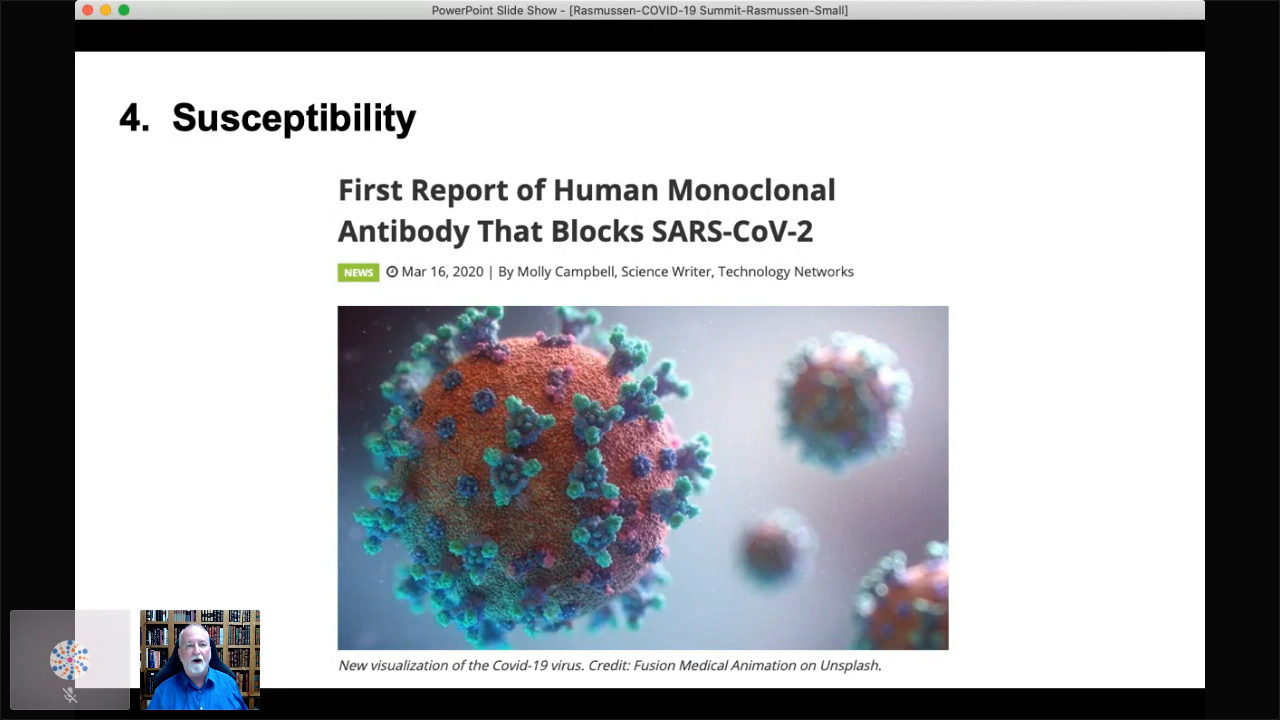 PowerPoint Slide Show - [Rasmussen-COVID-19 Summit-Rasmussen-Small]
4. Susceptibility
First Report of Human Monoclonal
Antibody That Blocks SARS-CoV-2
NEWS Mar 16, 2020 | By Molly Campbell, Science Writer, Technology Networks
New visualization of the Covid-19 virus. Credit: Fusion Medical Animation on Unsplash.